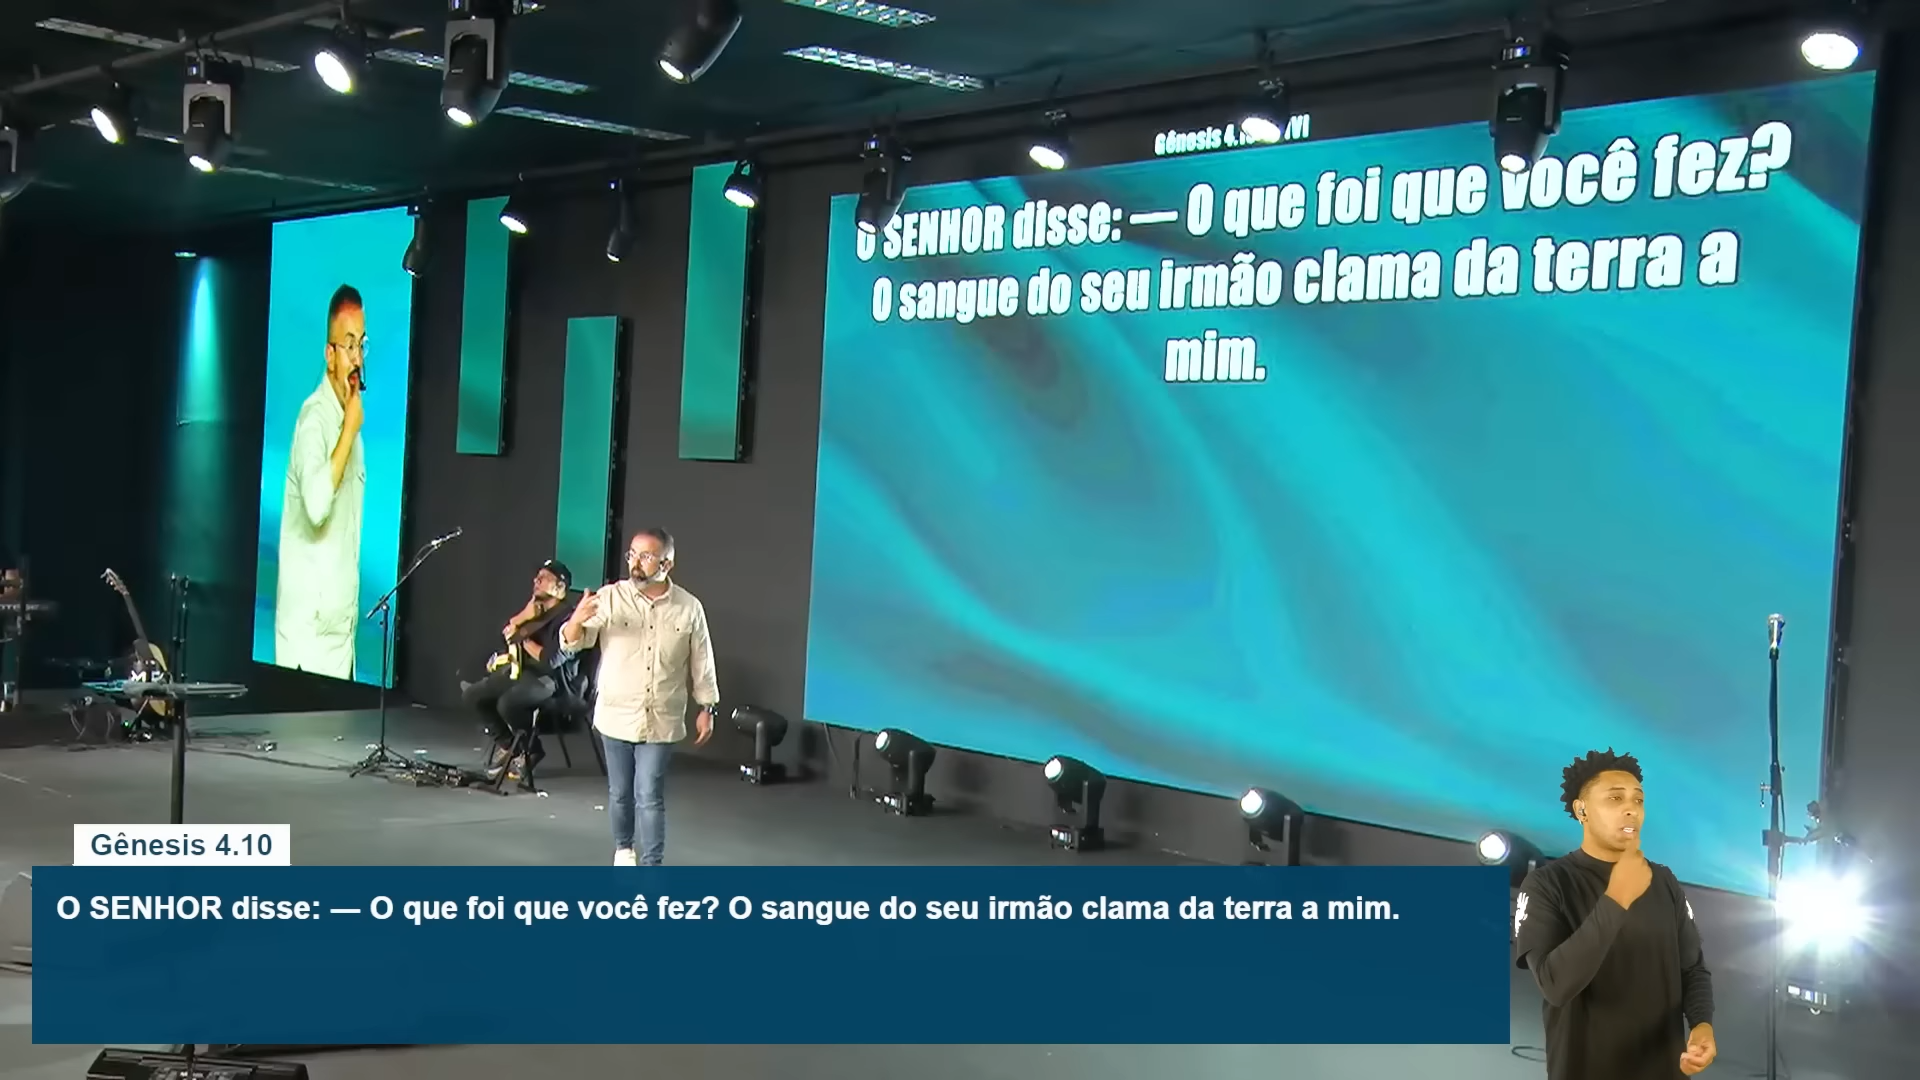 Gênesis 4.
O SENHOR disse: — O que foi que você fez?
O sangue do seu irmão clama da terra a
mim.
Gênesis 4.10
O SENHOR disse: — O que foi que você fez? O sangue do seu irmão clama da terra a mim.